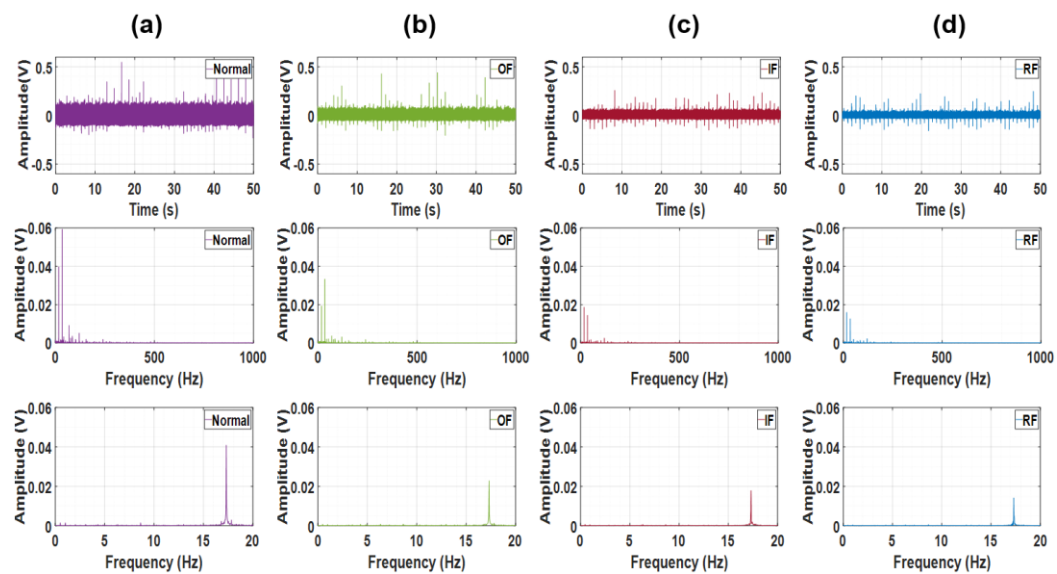 (a) (b) (c) (d)
Amplitude(V) 0.5 0 -0.5 Normal
0 10 20 30 40 50
Time (s)
Amplitude(V) 0.5 0 -0.5 OF
0 10 20 30 40 50
Time (s)
Amplitude(V) 0.5 0 -0.5 IF
0 10 20 30 40 50
Time (s)
Amplitude(V) 0.5 0 -0.5 RF
0 10 20 30 40 50
Time (s)
Amplitude (V) 0.06 0.04 0.02 0 Normal
0 500 1000
Frequency (Hz)
Amplitude (V) 0.06 0.04 0.02 0 OF
0 500 1000
Frequency (Hz)
Amplitude (V) 0.06 0.04 0.02 0 IF
0 500 1000
Frequency (Hz)
Amplitude (V) 0.06 0.04 0.02 0 RF
0 500 1000
Frequency (Hz)
Amplitude (V) 0.06 0.04 0.02 0 Normal
0 5 10 15 20
Frequency (Hz)
Amplitude (V) 0.06 0.04 0.02 0 OF
0 5 10 15 20
Frequency (Hz)
Amplitude (V) 0.06 0.04 0.02 0 IF
0 5 10 15 20
Frequency (Hz)
Amplitude (V) 0.06 0.04 0.02 0 RF
0 5 10 15 20
Frequency (Hz)